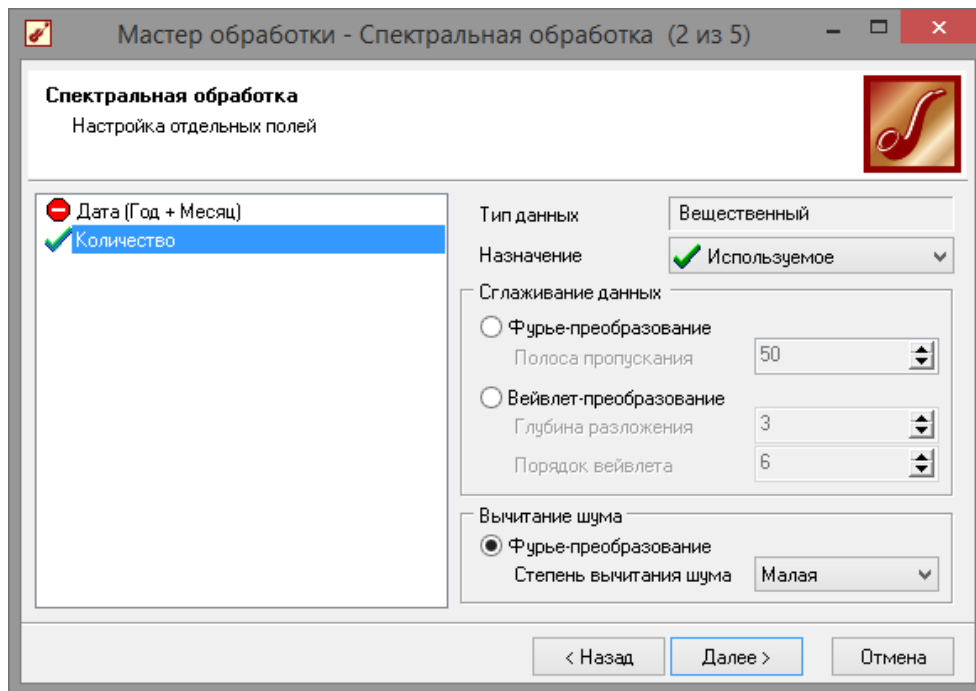 Мастер обработки - Спектральная обработка (2 из 5)
Спектральная обработка
Настройка отдельных полей
Дата (Год + Месяц)
Количество
Тип данных Вещественный
Назначение Используемое
Сглаживание данных
Фурье-преобразование
Полоса пропускания 50
Вейвлет-преобразование
Глубина разложения 3
Порядок вейвлета 6
Вычитание шума
Фурье-преобразование
Степень вычитания шума Малая
< Назад Далее > Отмена